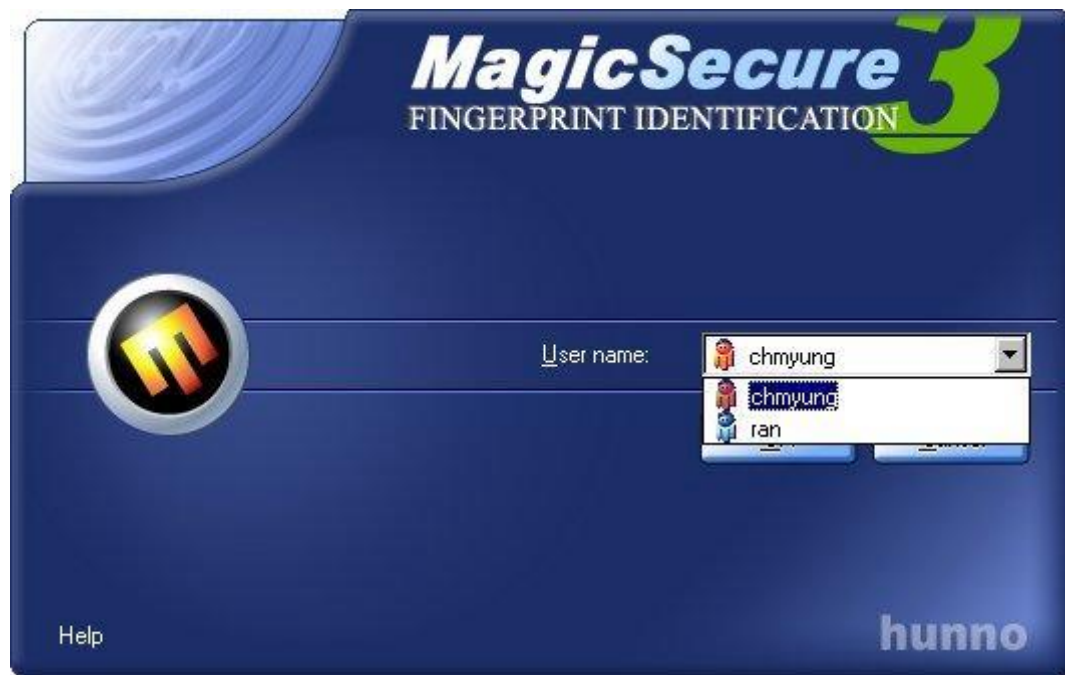 MagicSecure 3
FINGERPRINT IDENTIFICATION
User name: chmyung
chmyung
ran
Help
hunno